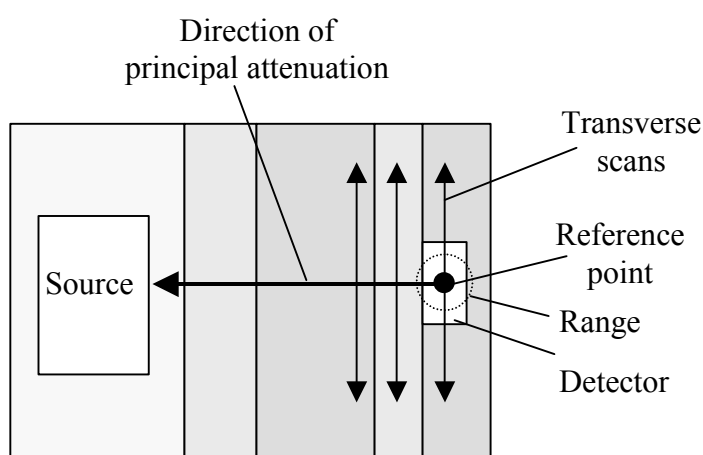 Direction of
principal attenuation
Transverse
scans
Source
Reference
point
Range
Detector